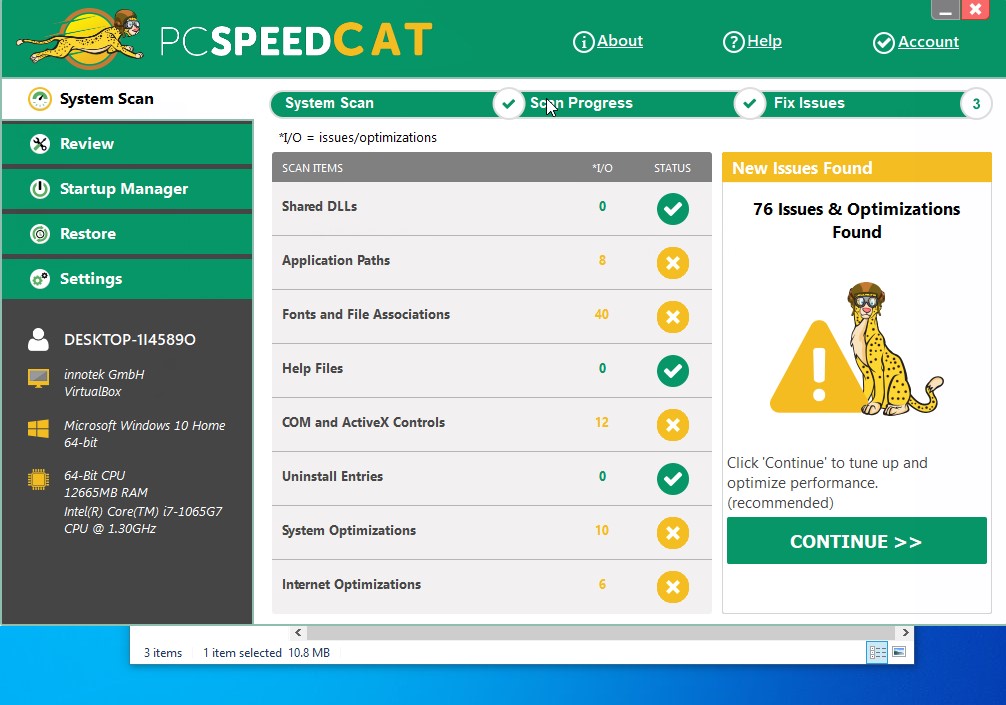 PCSPEEDCAT
About
Help
Account
System Scan
Review
Startup Manager
Restore
Settings
DESKTOP-1I4589O
innotek GmbH
VirtualBox
Microsoft Windows 10 Home
64-bit
64-Bit CPU
12665MB RAM
Intel(R) Core(TM) i7-1065G7
CPU @ 1.30GHz
System Scan
Scan Progress
Fix Issues
3
*I/O = issues/optimizations
SCAN ITEMS *I/O STATUS
Shared DLLs 0
Application Paths 8
Fonts and File Associations 40
Help Files 0
COM and ActiveX Controls 12
Uninstall Entries 0
System Optimizations 10
Internet Optimizations 6
New Issues Found
76 Issues & Optimizations
Found
Click 'Continue' to tune up and
optimize performance.
(recommended)
CONTINUE >>
3 items 1 item selected 10.8 MB